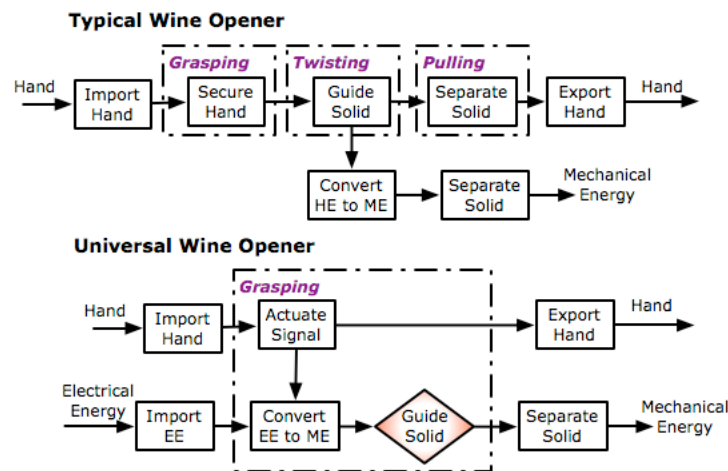 Typical Wine Opener
Grasping
Twisting
Pulling
Hand
Import
Hand
Secure
Hand
Guide
Solid
Separate
Solid
Export
Hand
Hand
Convert
HE to ME
Separate
Solid
Mechanical
Energy
Universal Wine Opener
Grasping
Hand
Import
Hand
Actuate
Signal
Export
Hand
Hand
Electrical
Energy
Import
EE
Convert
EE to ME
Guide
Solid
Separate
Solid
Mechanical
Energy